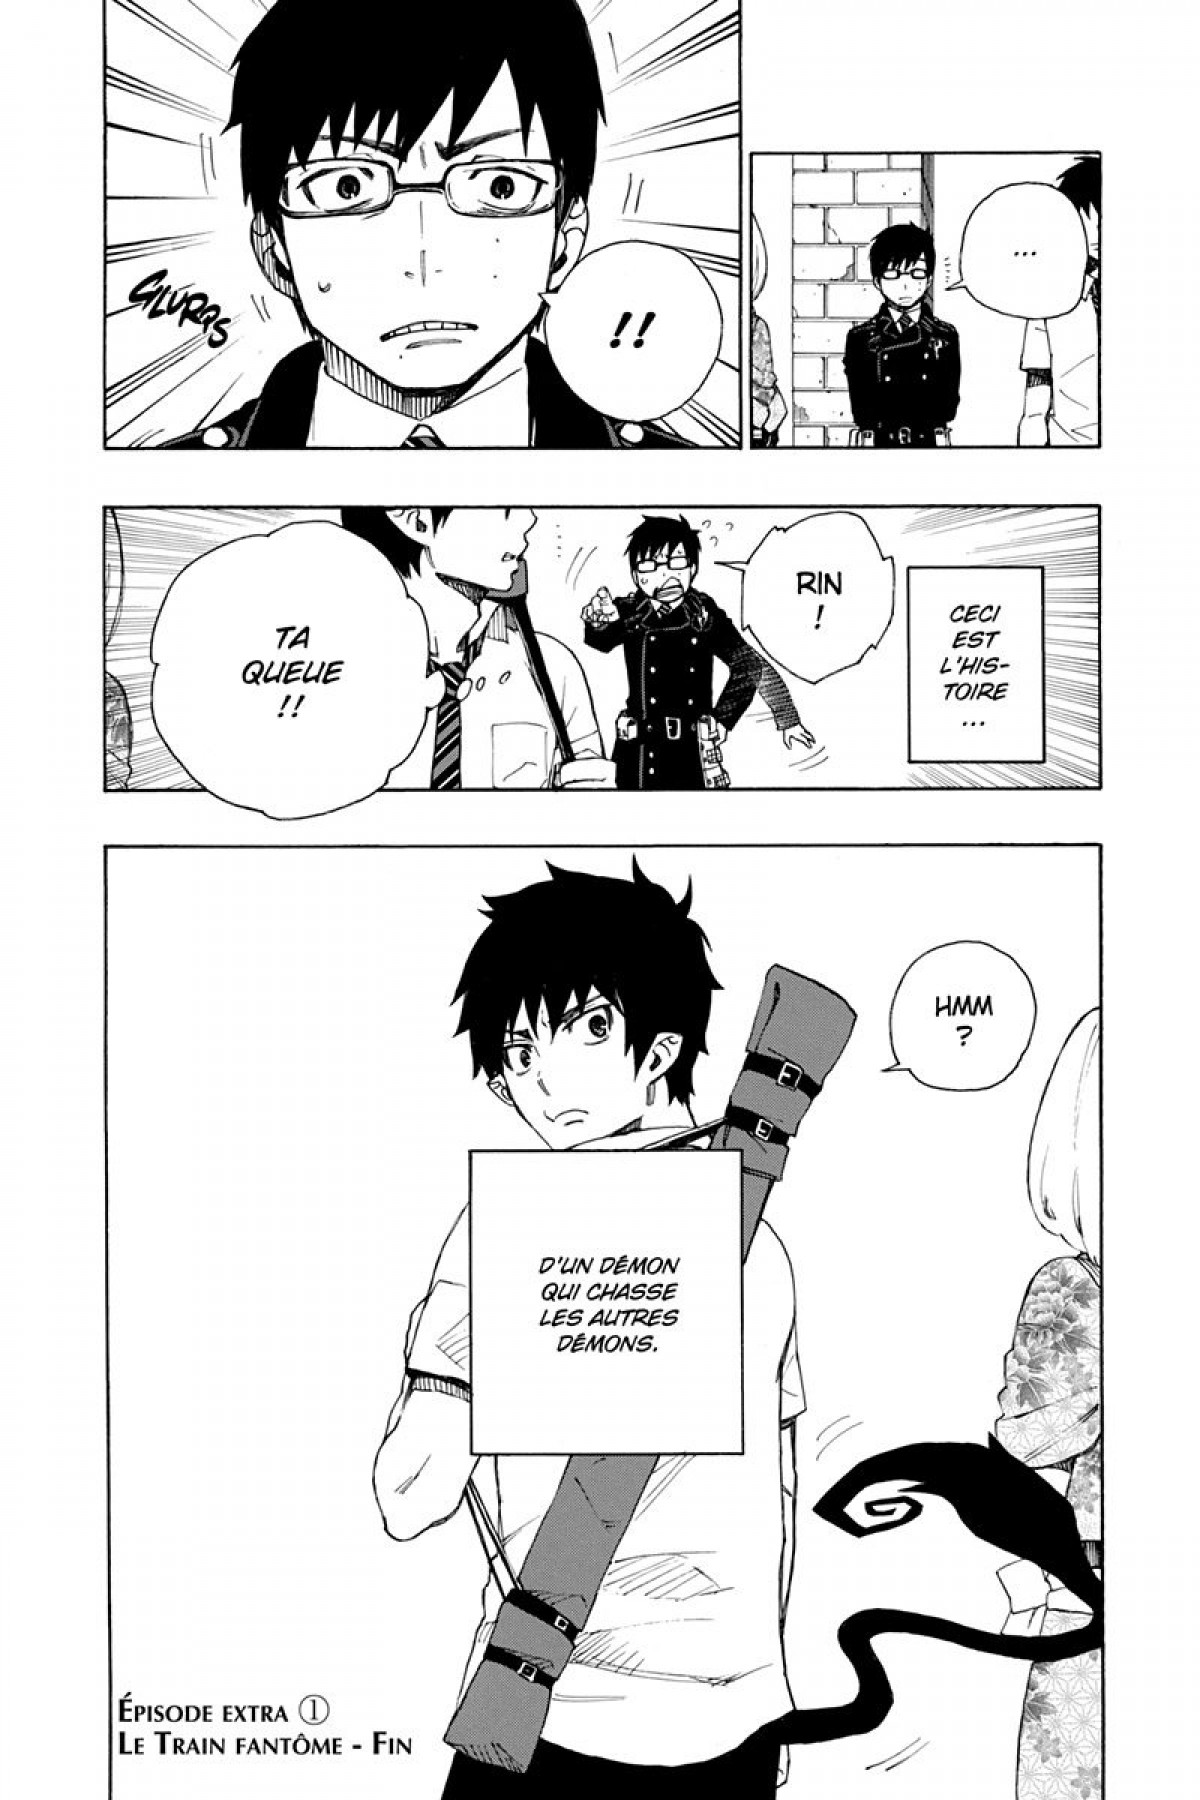 ...
!!
GLURPS
CECI
EST
L'HIS-
TOIRE
...
RIN
!
TA
QUEUE
!!
HMM
?
D'UN DÉMON
QUI CHASSE
LES AUTRES
DÉMONS.
ÉPISODE EXTRA ①
LE TRAIN FANTÔME - FIN